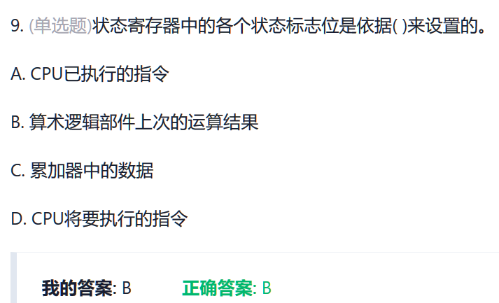 9. (单选题)状态寄存器中的各个状态标志位是依据( )来设置的。
A. CPU已执行的指令
B. 算术逻辑部件上次的运算结果
C. 累加器中的数据
D. CPU将要执行的指令
我的答案: B 正确答案: B